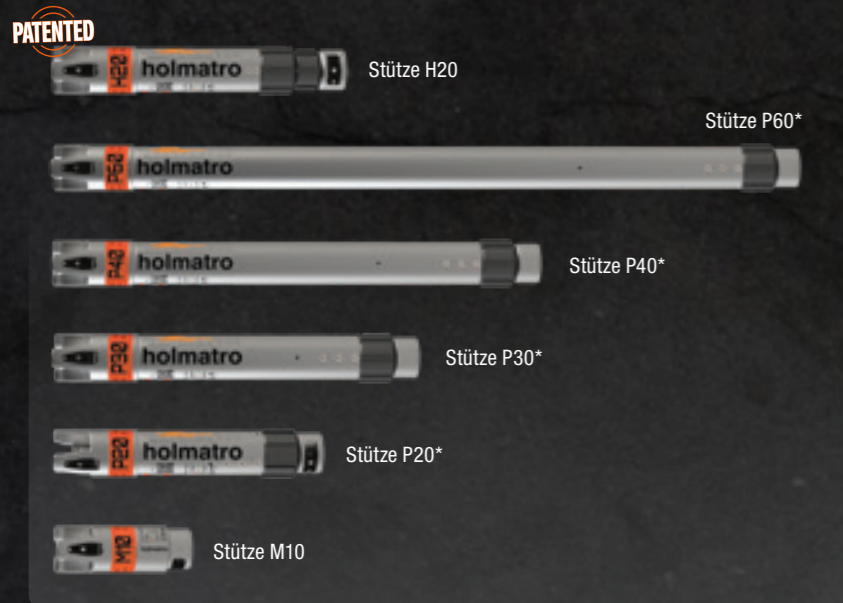 PATENTED
H20 holmatro
Stütze H20
Stütze P60*
P60 holmatro
P40 holmatro
Stütze P40*
P30 holmatro
Stütze P30*
P20 holmatro
Stütze P20*
M10 holmatro
Stütze M10